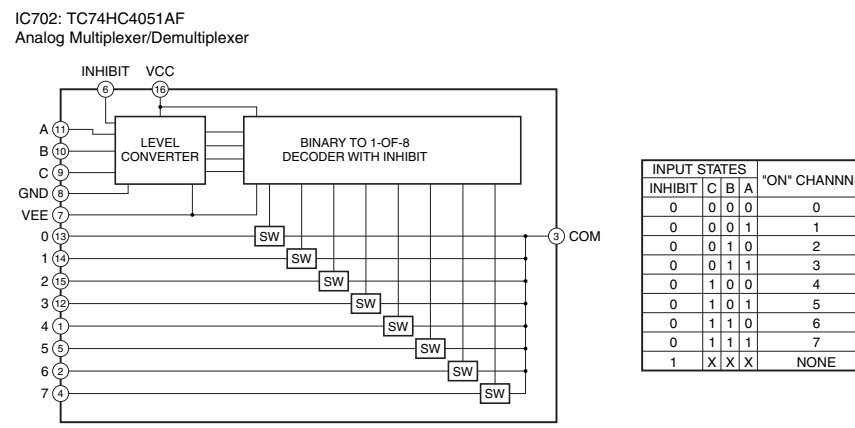 IC702: TC74HC4051AF
Analog Multiplexer/Demultiplexer
INHIBIT VCC
6 16
A 11
B 10
C 9
GND 8
VEE 7
0 13
1 14
2 15
3 12
4 1
5 5
6 2
7 4
LEVEL
CONVERTER
BINARY TO 1-OF-8
DECODER WITH INHIBIT
SW
SW
SW
SW
SW
SW
SW
SW
3 COM
INPUT STATES "ON" CHANNN
INHIBIT C B A
0 0 0 0 0
0 0 0 1 1
0 0 1 0 2
0 0 1 1 3
0 1 0 0 4
0 1 0 1 5
0 1 1 0 6
0 1 1 1 7
1 X X X NONE